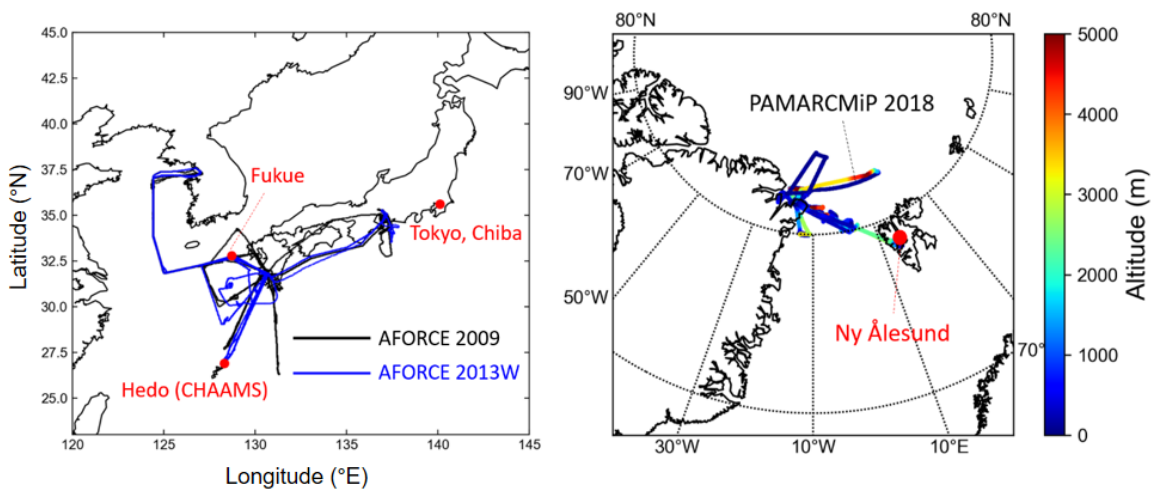 45.0
42.5
40.0
37.5
35.0
32.5
30.0
27.5
25.0
Latitude (°N)
120
125
130
135
140
145
Longitude (°E)
Fukue
Tokyo, Chiba
AFORCE 2009
AFORCE 2013W
Hedo (CHAAMS)
80°N
80°N
90°W
70°W
50°W
30°W
10°W
10°E
70°
PAMARCMiP 2018
Ny Ålesund
5000
4000
3000
2000
1000
0
Altitude (m)